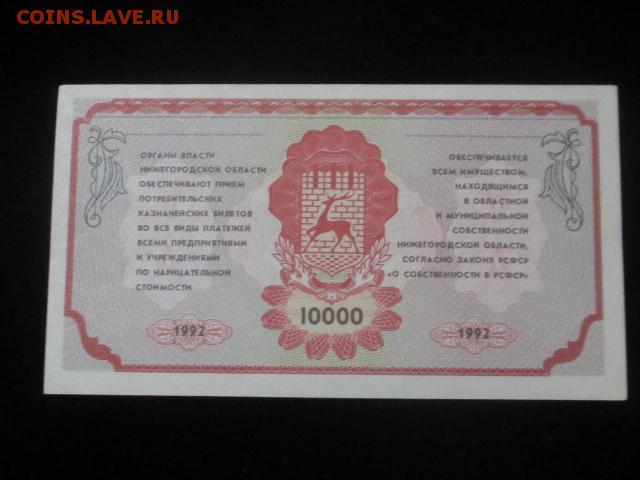 COINS.LAVE.RU
ОРГАНЫ ВЛАСТИ
НИЖЕГОРОДСКОЙ ОБЛАСТИ
ОБЕСПЕЧИВАЮТ ПРИЕМ
ПОТРЕБИТЕЛЬСКИХ
КАЗНАЧЕЙСКИХ БИЛЕТОВ
ВО ВСЕ ВИДЫ ПЛАТЕЖЕЙ
ВСЕМИ ПРЕДПРИЯТИЯМИ
И УЧРЕЖДЕНИЯМИ
ПО НАРИЦАТЕЛЬНОЙ
СТОИМОСТИ
ОБЕСПЕЧИВАЕТСЯ
ВСЕМ ИМУЩЕСТВОМ,
НАХОДЯЩИМСЯ
В ОБЛАСТНОЙ
И МУНИЦИПАЛЬНОЙ
СОБСТВЕННОСТИ
НИЖЕГОРОДСКОЙ ОБЛАСТИ,
СОГЛАСНО ЗАКОНУ РСФСР
«О СОБСТВЕННОСТИ В РСФСР»
10000
1992
1992